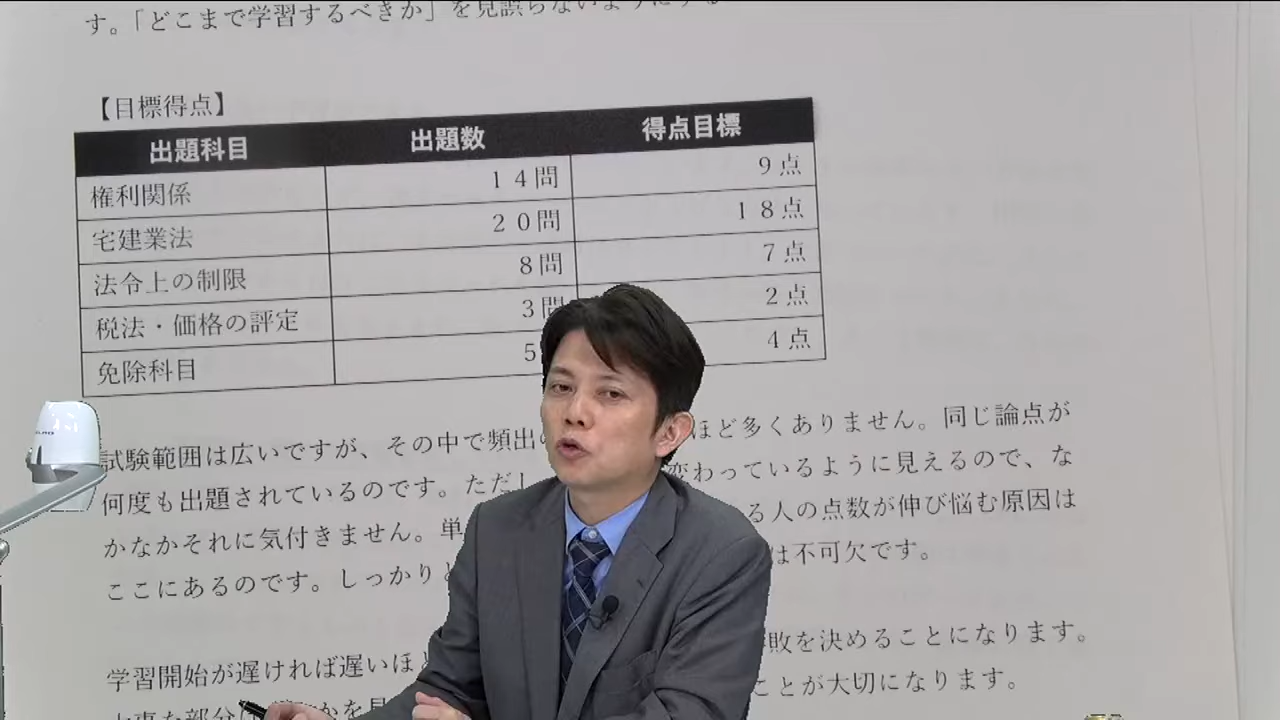 す。「どこまで学習するべきか」を見誤らないようにする
【目標得点】
出題科目 出題数 得点目標
権利関係 14問 9点
宅建業法 20問 18点
法令上の制限 8問 7点
税法・価格の評定 3問 2点
免除科目 5 4点
試験範囲は広いですが、その中で頻出の ほど多くありません。同じ論点が
何度も出題されているのです。ただし 変わっているように見えるので、な
かなかそれに気付きません。単 る人の点数が伸び悩む原因は
ここにあるのです。しっかりと は不可欠です。
学習開始が遅ければ遅いほど 敗を決めることになります。
ことが大切になります。